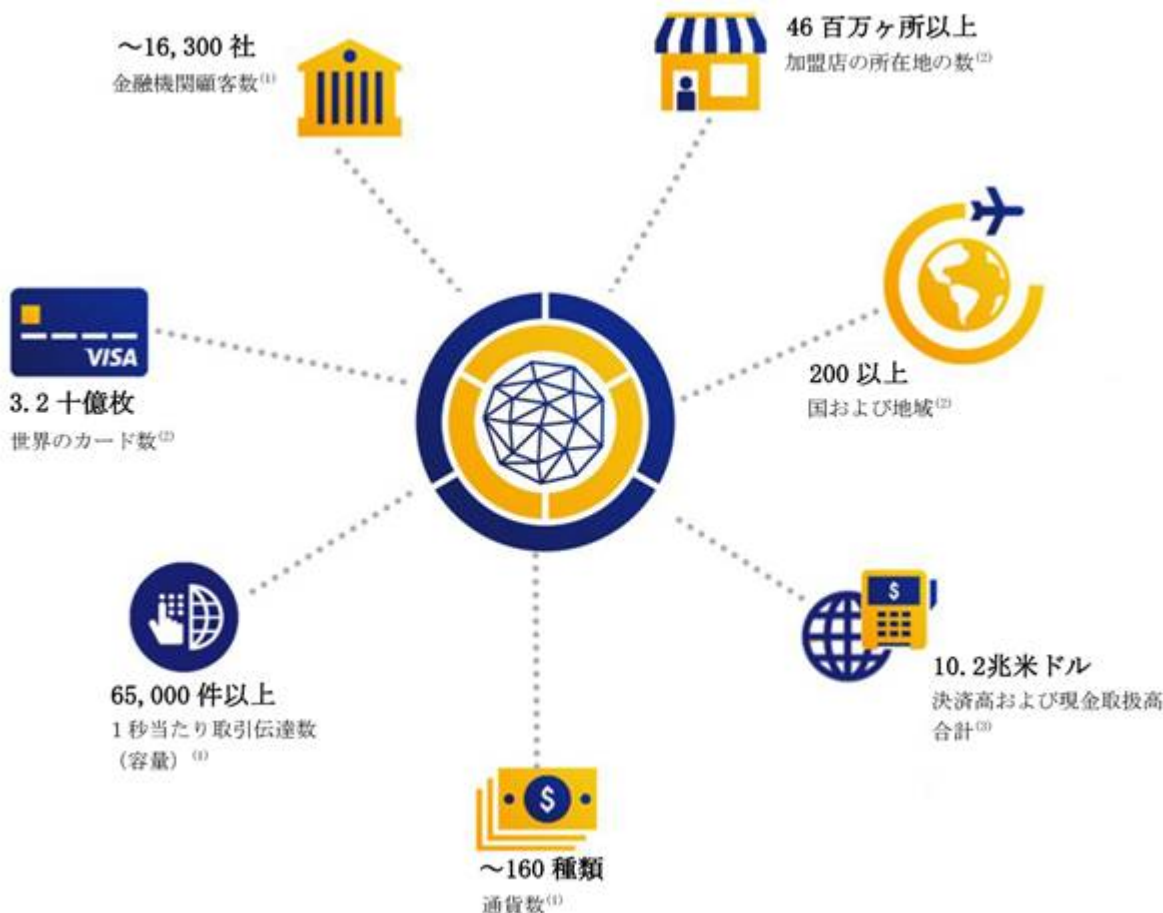 ~16,300 社
金融機関顧客数⁽¹⁾
46 百万ヶ所以上
加盟店の所在地の数⁽²⁾
200 以上
国および地域⁽²⁾
VISA
3.2 十億枚
世界のカード数⁽²⁾
$
10.2兆米ドル
決済高および現金取扱高
合計⁽³⁾
65,000 件以上
1 秒当たり取引伝達数
（容量）⁽¹⁾
$
~160 種類
通貨数⁽¹⁾